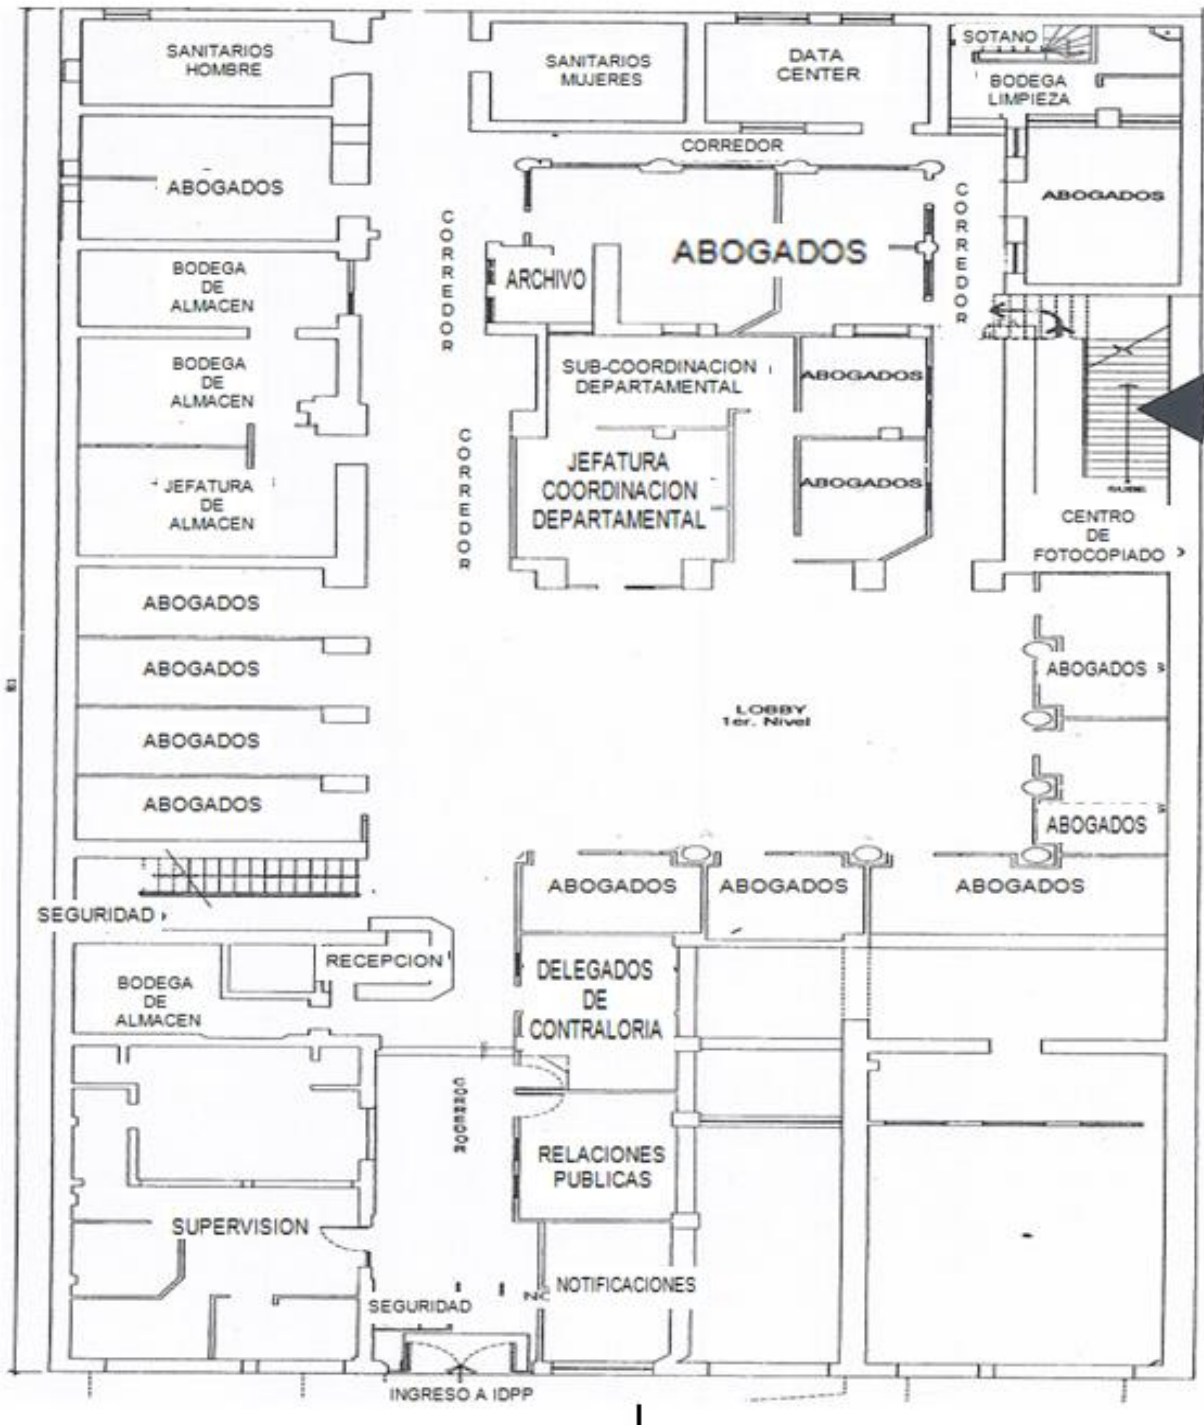 SANITARIOS
HOMBRE
SANITARIOS
MUJERES
DATA
CENTER
SOTANO
BODEGA
LIMPIEZA
CORREDOR
ABOGADOS
ABOGADOS
CORREDOR
CORREDOR
ABOGADOS
ARCHIVO
BODEGA
DE
ALMACEN
SUB-COORDINACION
DEPARTAMENTAL
ABOGADOS
BODEGA
DE
ALMACEN
CORREDOR
JEFATURA
COORDINACION
DEPARTAMENTAL
ABOGADOS
JEFATURA
DE
ALMACEN
SUBE
CENTRO
DE
FOTOCOPIADO
ABOGADOS
ABOGADOS
ABOGADOS
LOBBY
1er. Nivel
ABOGADOS
ABOGADOS
ABOGADOS
ABOGADOS
ABOGADOS
ABOGADOS
SEGURIDAD
RECEPCION
DELEGADOS
DE
CONTRALORIA
BODEGA
DE
ALMACEN
CORREDOR
RELACIONES
PUBLICAS
SUPERVISION
NOTIFICACIONES
SEGURIDAD
INGRESO A IDPP